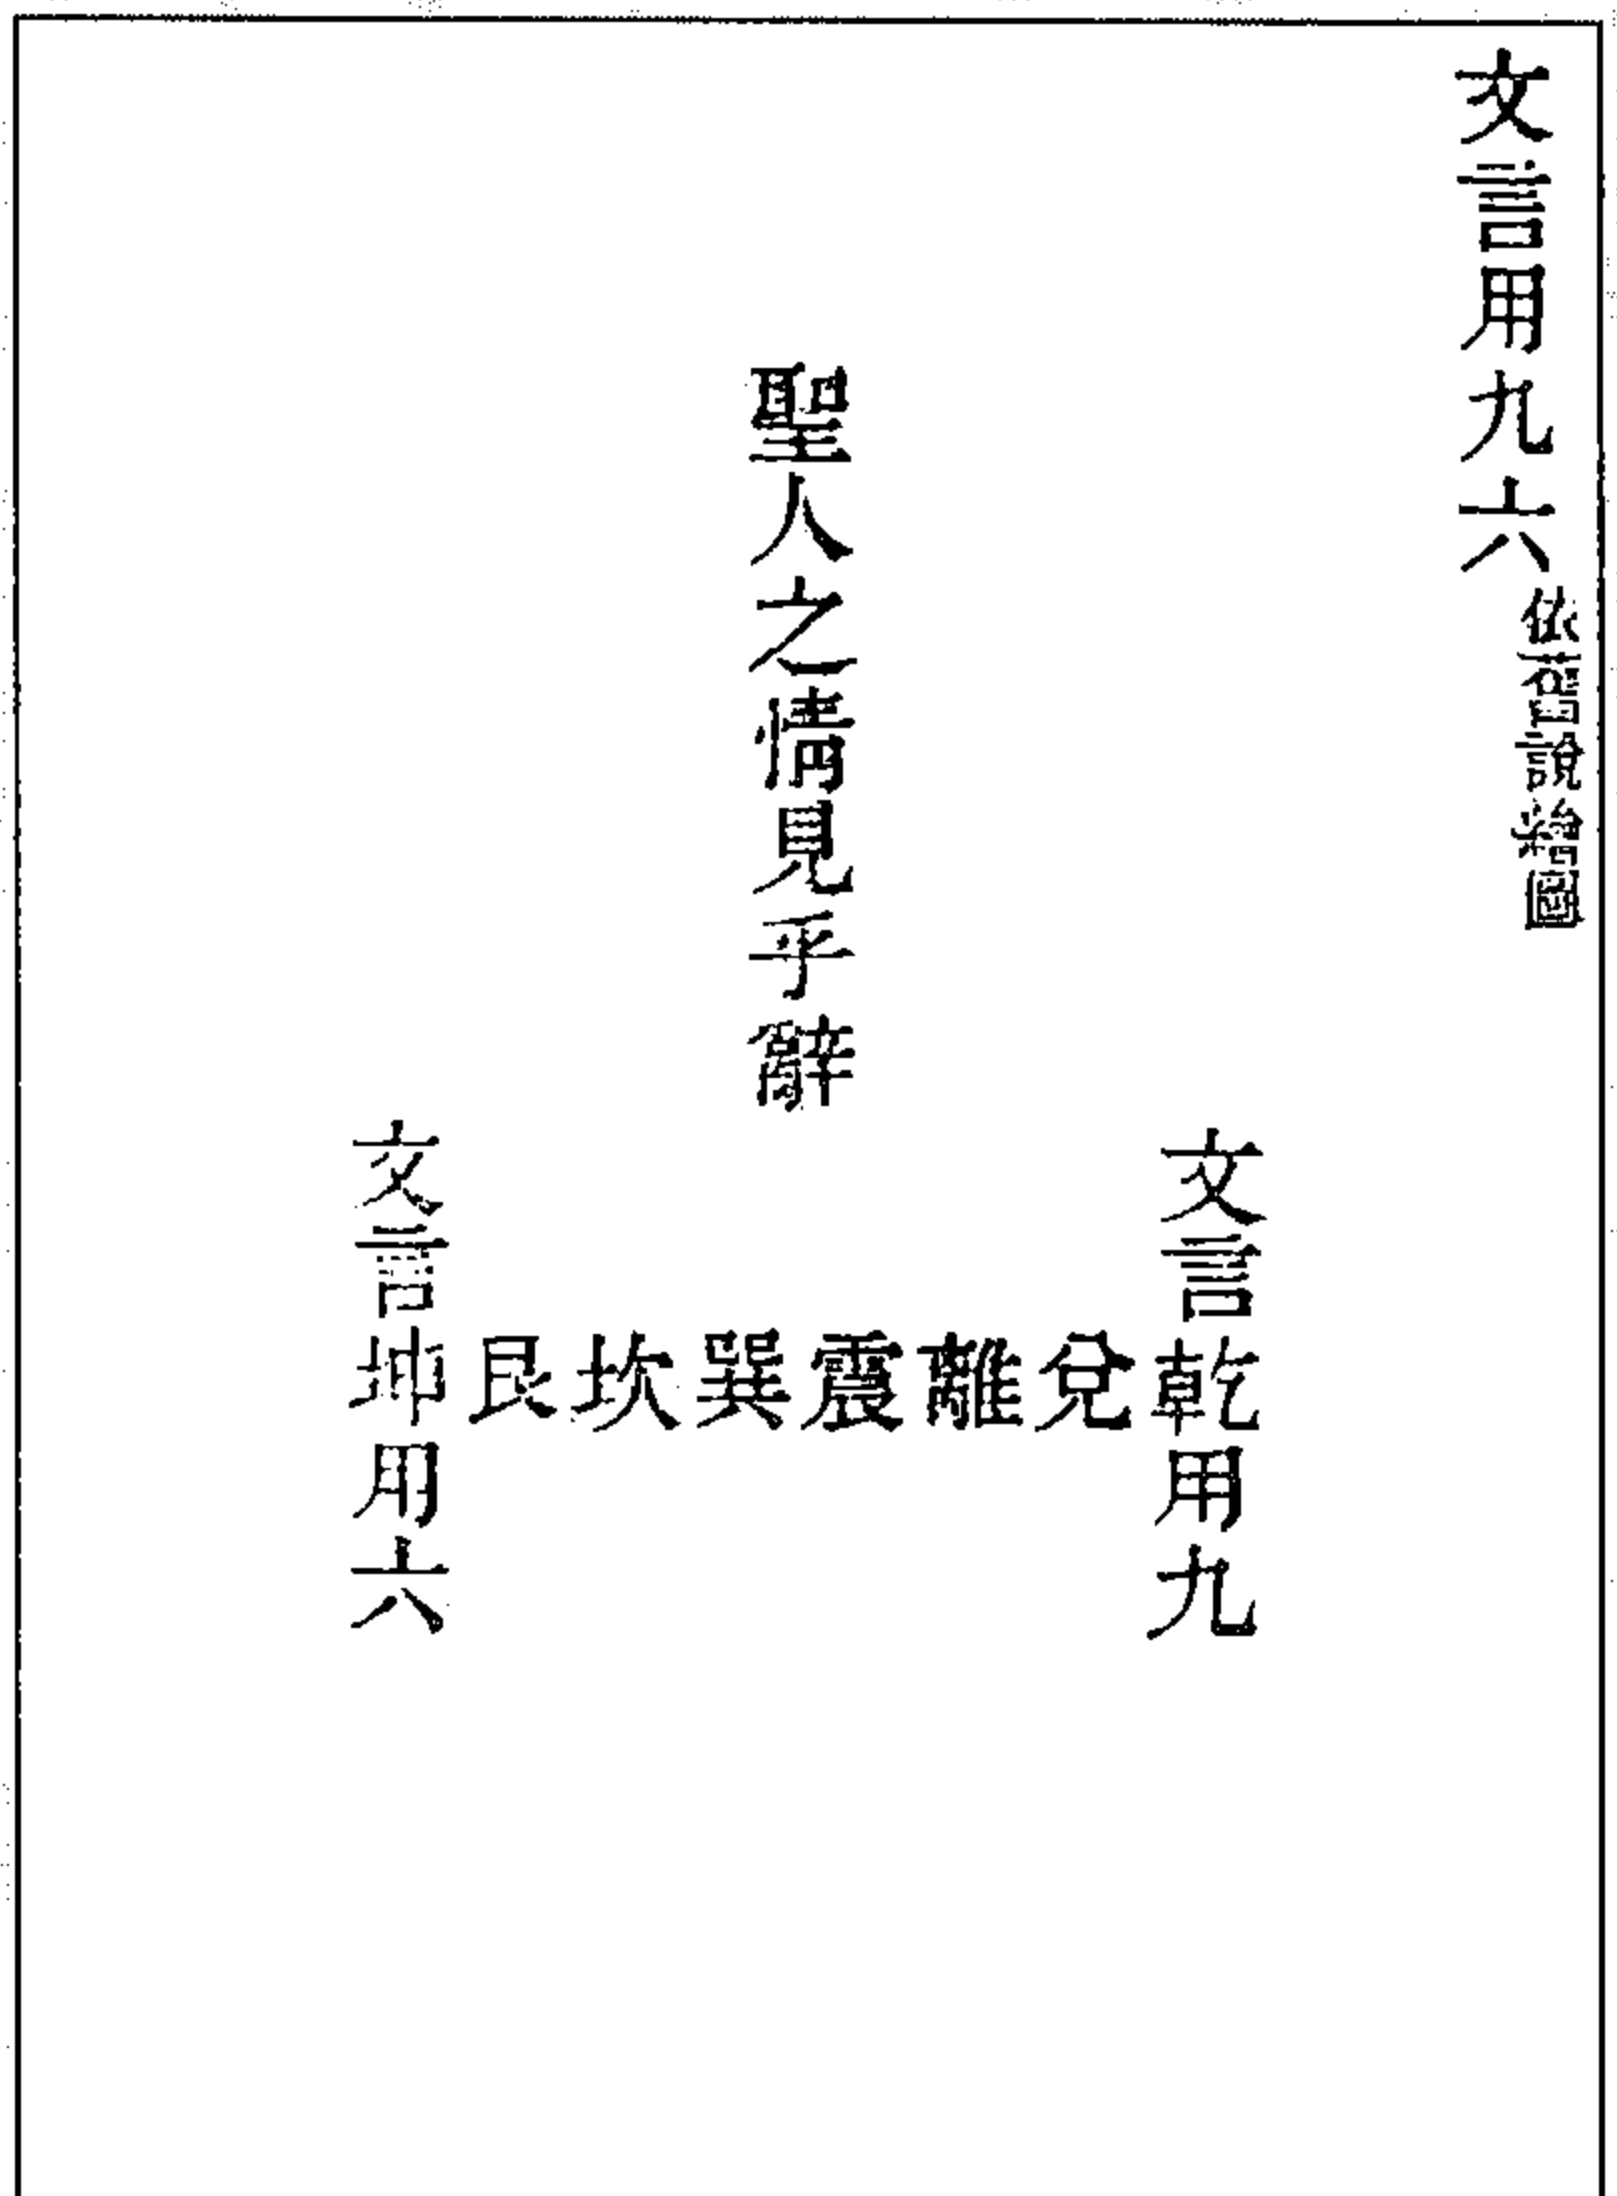 文言用九六 依舊說繪圖
聖人之情見乎辭
文言乾用九
兌離震巽坎艮
文言坤用六